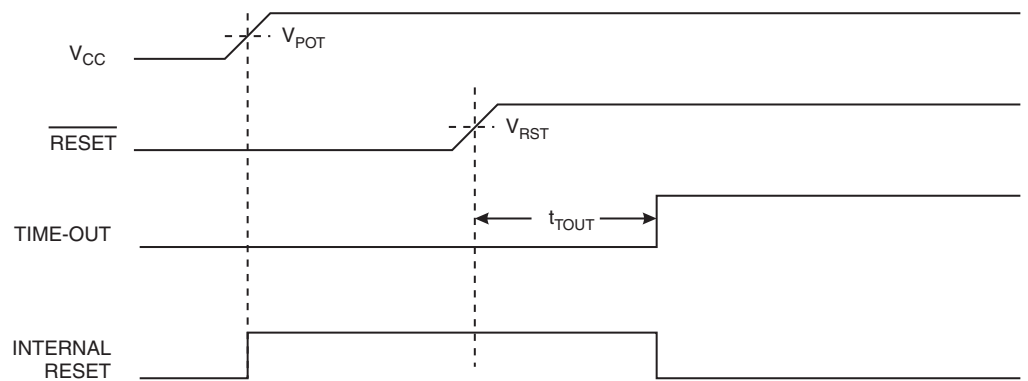 VCC
VPOT
RESET
VRST
TIME-OUT
tTOUT
INTERNAL
RESET